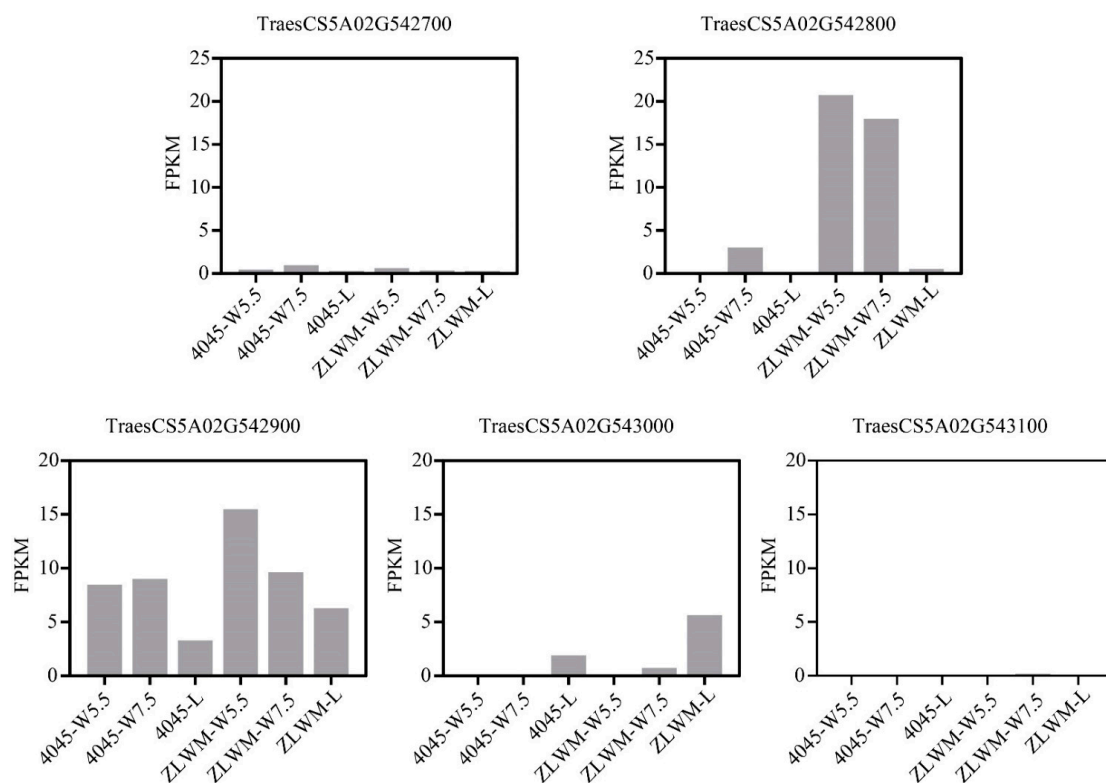 TraesCS5A02G542700
25
20
15
10
5
0
FPKM
4045-W5.5
4045-W7.5
4045-L
ZLWM-W5.5
ZLWM-W7.5
ZLWM-L
TraesCS5A02G542800
25
20
15
10
5
0
FPKM
4045-W5.5
4045-W7.5
4045-L
ZLWM-W5.5
ZLWM-W7.5
ZLWM-L
TraesCS5A02G542900
20
15
10
5
0
FPKM
4045-W5.5
4045-W7.5
4045-L
ZLWM-W5.5
ZLWM-W7.5
ZLWM-L
TraesCS5A02G543000
20
15
10
5
0
FPKM
4045-W5.5
4045-W7.5
4045-L
ZLWM-W5.5
ZLWM-W7.5
ZLWM-L
TraesCS5A02G543100
20
15
10
5
0
FPKM
4045-W5.5
4045-W7.5
4045-L
ZLWM-W5.5
ZLWM-W7.5
ZLWM-L